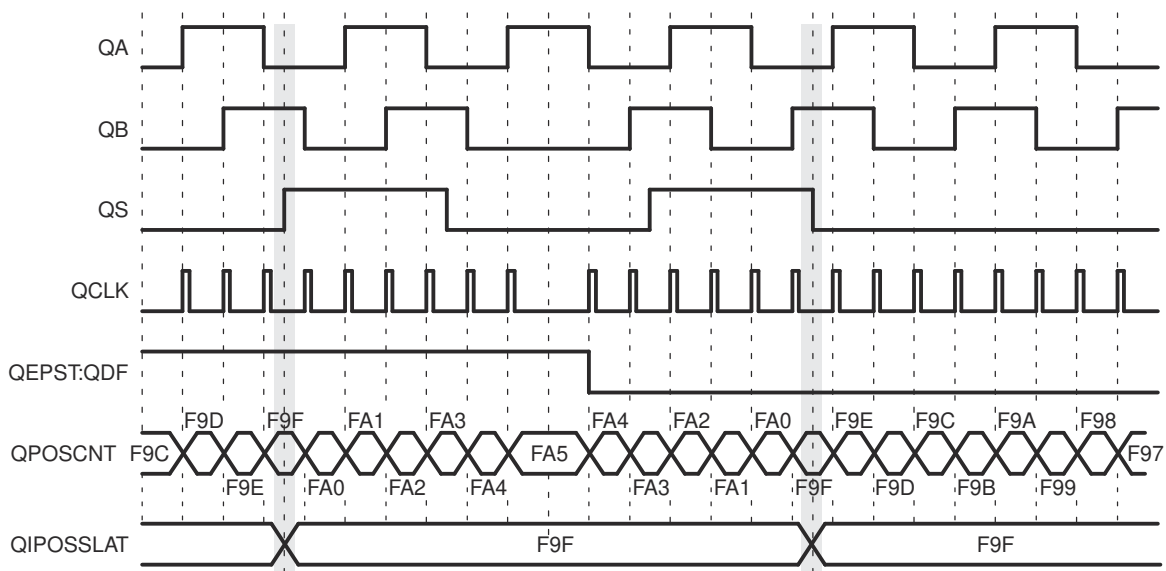 QA
QB
QS
QCLK
QEPST:QDF
F9D F9F FA1 FA3 FA4 FA2 FA0 F9E F9C F9A F98
QPOSCNT F9C FA5 F97
F9E FA0 FA2 FA4 FA3 FA1 F9F F9D F9B F99
QIPOSSLAT F9F F9F